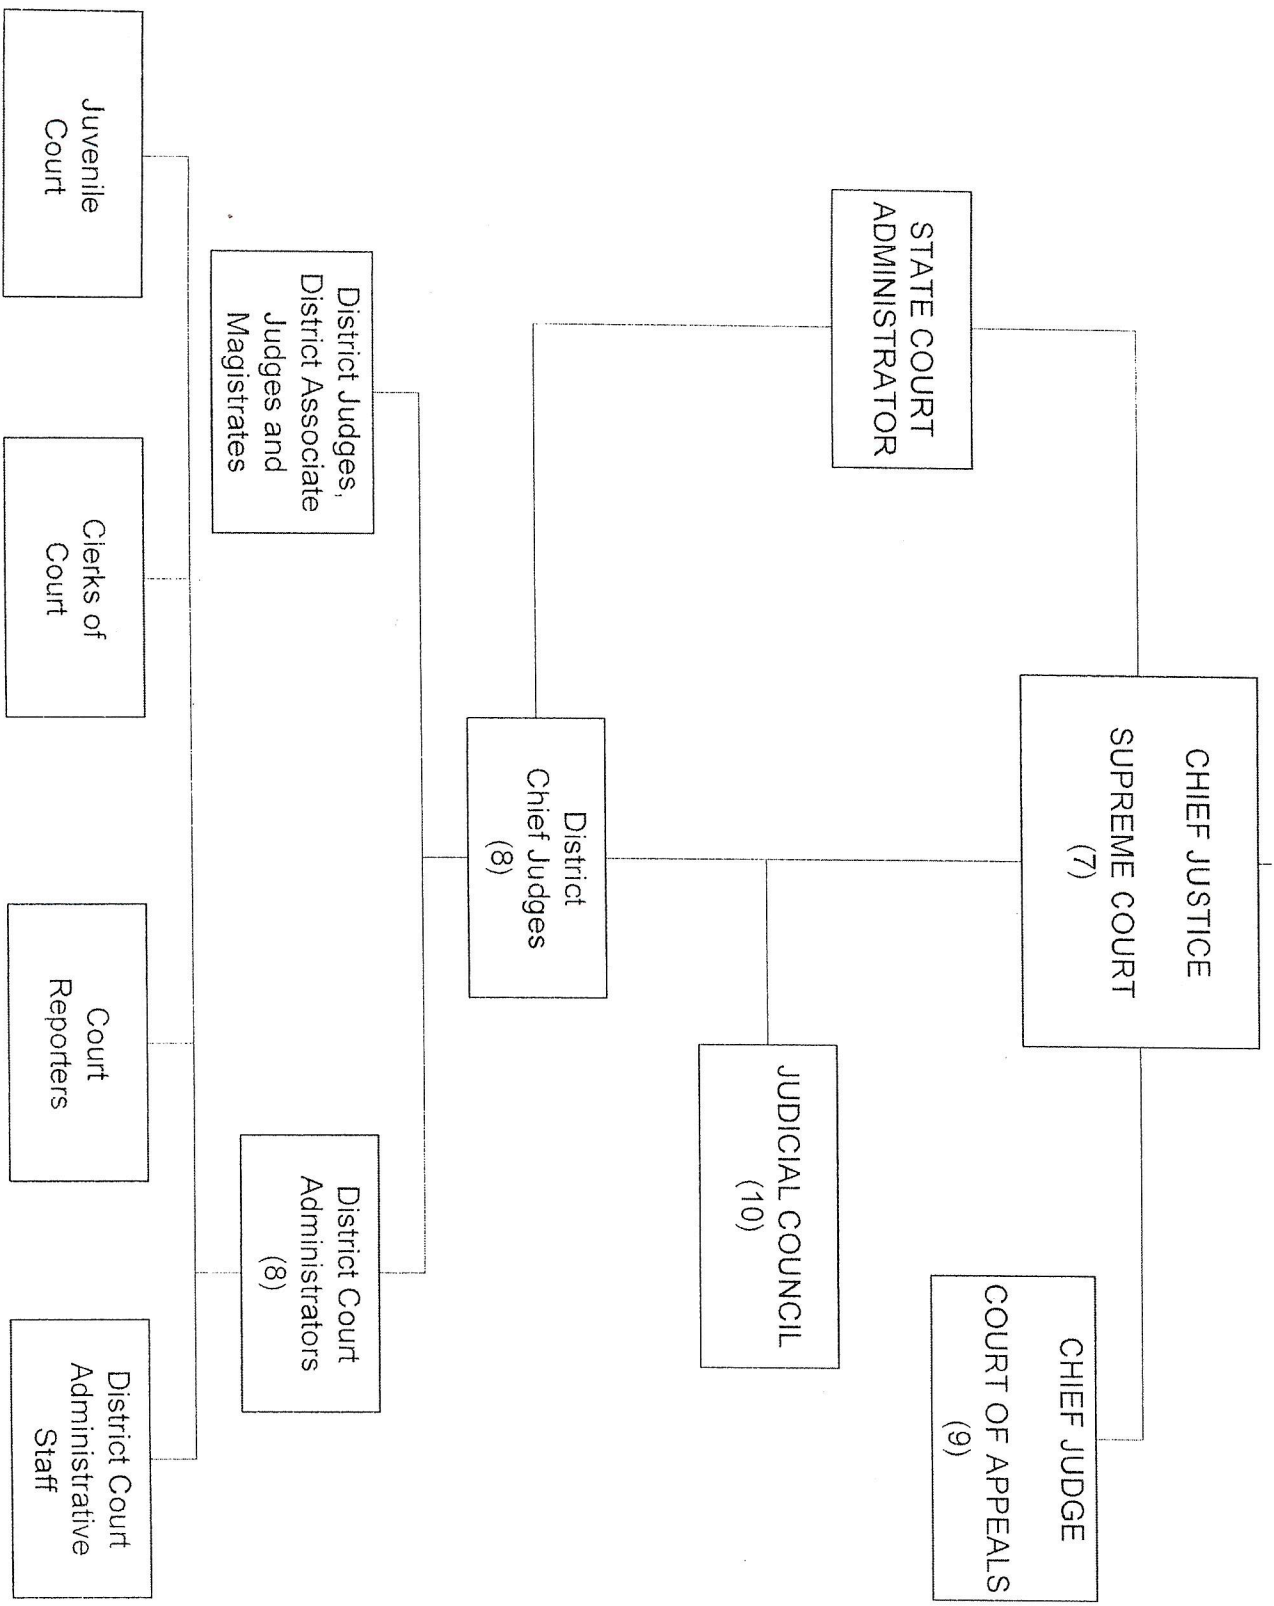 CHIEF JUSTICE
SUPREME COURT
(7)
STATE COURT
ADMINISTRATOR
CHIEF JUDGE
COURT OF APPEALS
(9)
JUDICIAL COUNCIL
(10)
District
Chief Judges
(8)
District Judges,
District Associate
Judges and
Magistrates
District Court
Administrators
(8)
Juvenile
Court
Clerks of
Court
Court
Reporters
District Court
Administrative
Staff